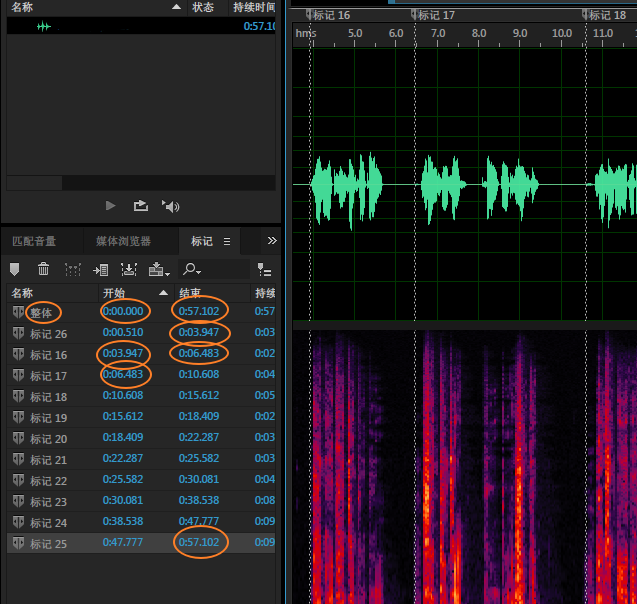 名称 状态 持续时间
0:57.10
匹配音量 媒体浏览器 标记
名称 开始 结束 持续
整体 0:00.000 0:57.102 0:57
标记 26 0:00.510 0:03.947 0:03
标记 16 0:03.947 0:06.483 0:02
标记 17 0:06.483 0:10.608 0:04
标记 18 0:10.608 0:15.612 0:05
标记 19 0:15.612 0:18.409 0:02
标记 20 0:18.409 0:22.287 0:03
标记 21 0:22.287 0:25.582 0:03
标记 22 0:25.582 0:30.081 0:04
标记 23 0:30.081 0:38.538 0:08
标记 24 0:38.538 0:47.777 0:09
标记 25 0:47.777 0:57.102 0:09
标记 16 标记 17 标记 18
hms 5.0 6.0 7.0 8.0 9.0 10.0 11.0